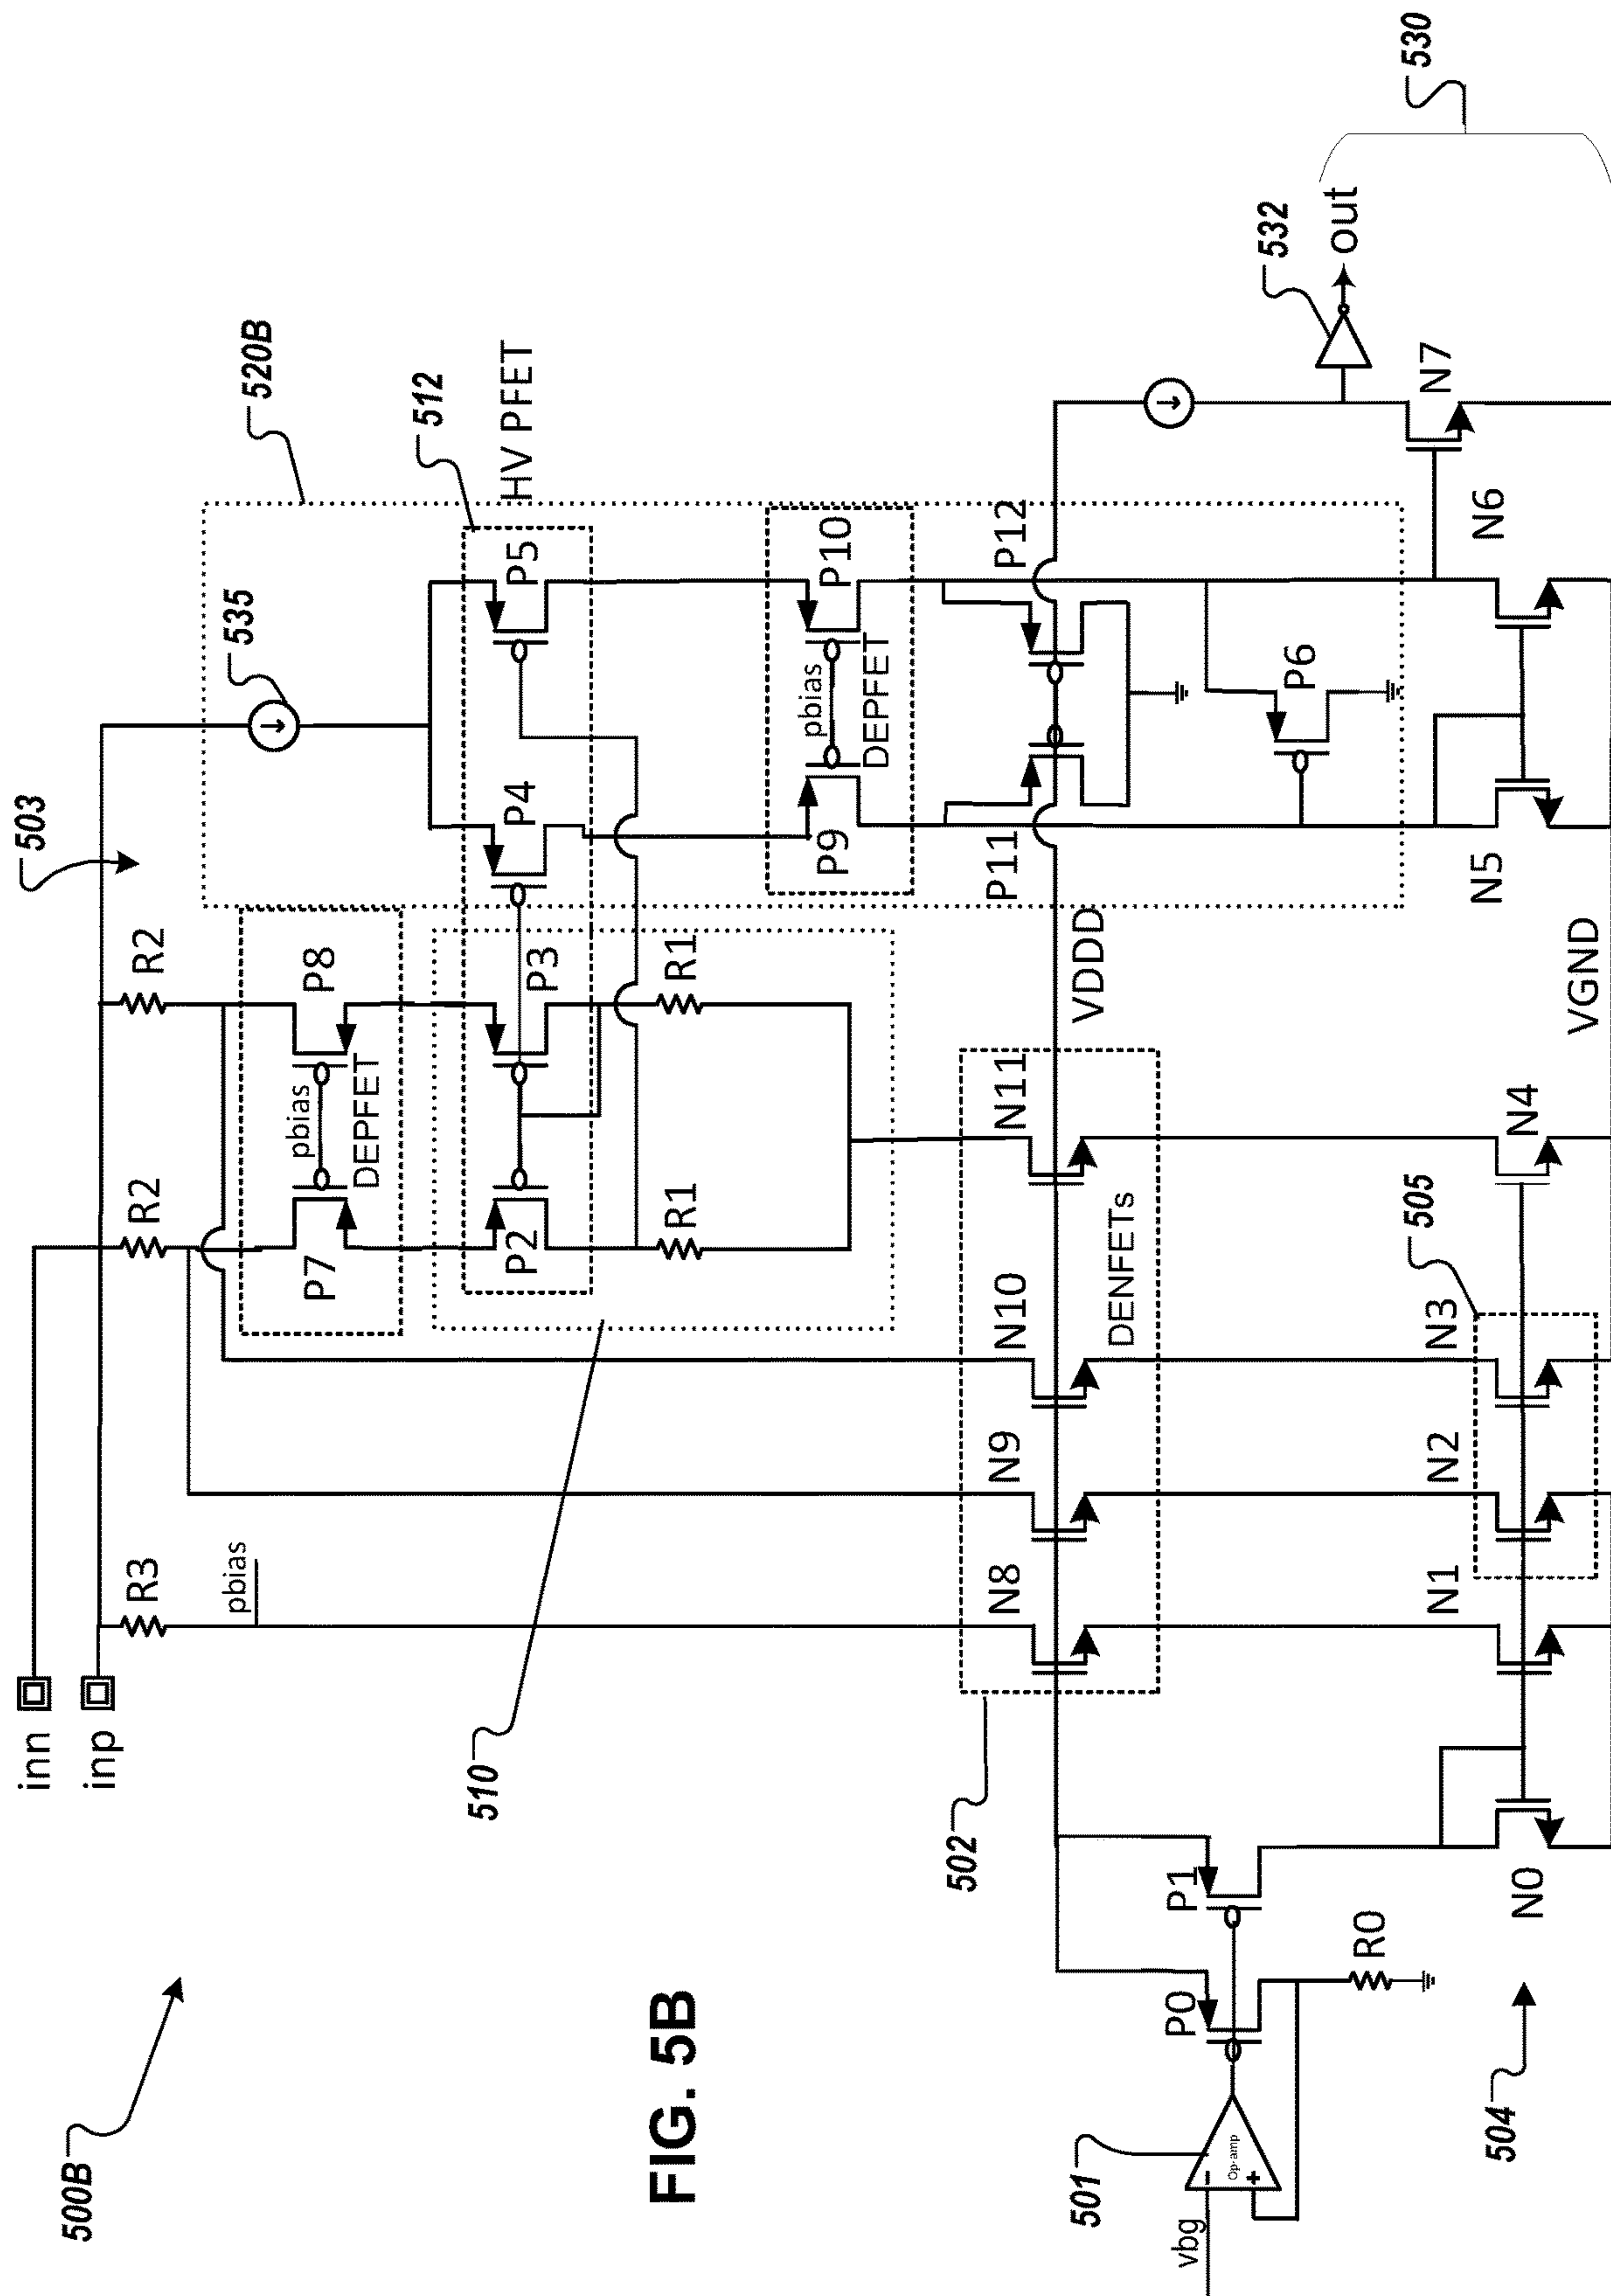 500B
FIG. 5B
inn
inp
503
R3
R2
R2
pbias
535
520B
P7
pbias
DEPFET
P8
510
P2
P3
P4
P5
512
HV PFET
R1
R1
P9
pbias
DEPFET
P10
502
N8
N9
N10
N11
DENFETs
VDDD
P11
P12
P6
vbg
501
-
+
Op-amp
P0
P1
R0
504
N0
N1
N2
N3
505
N4
VGND
N5
N6
N7
532
out
530